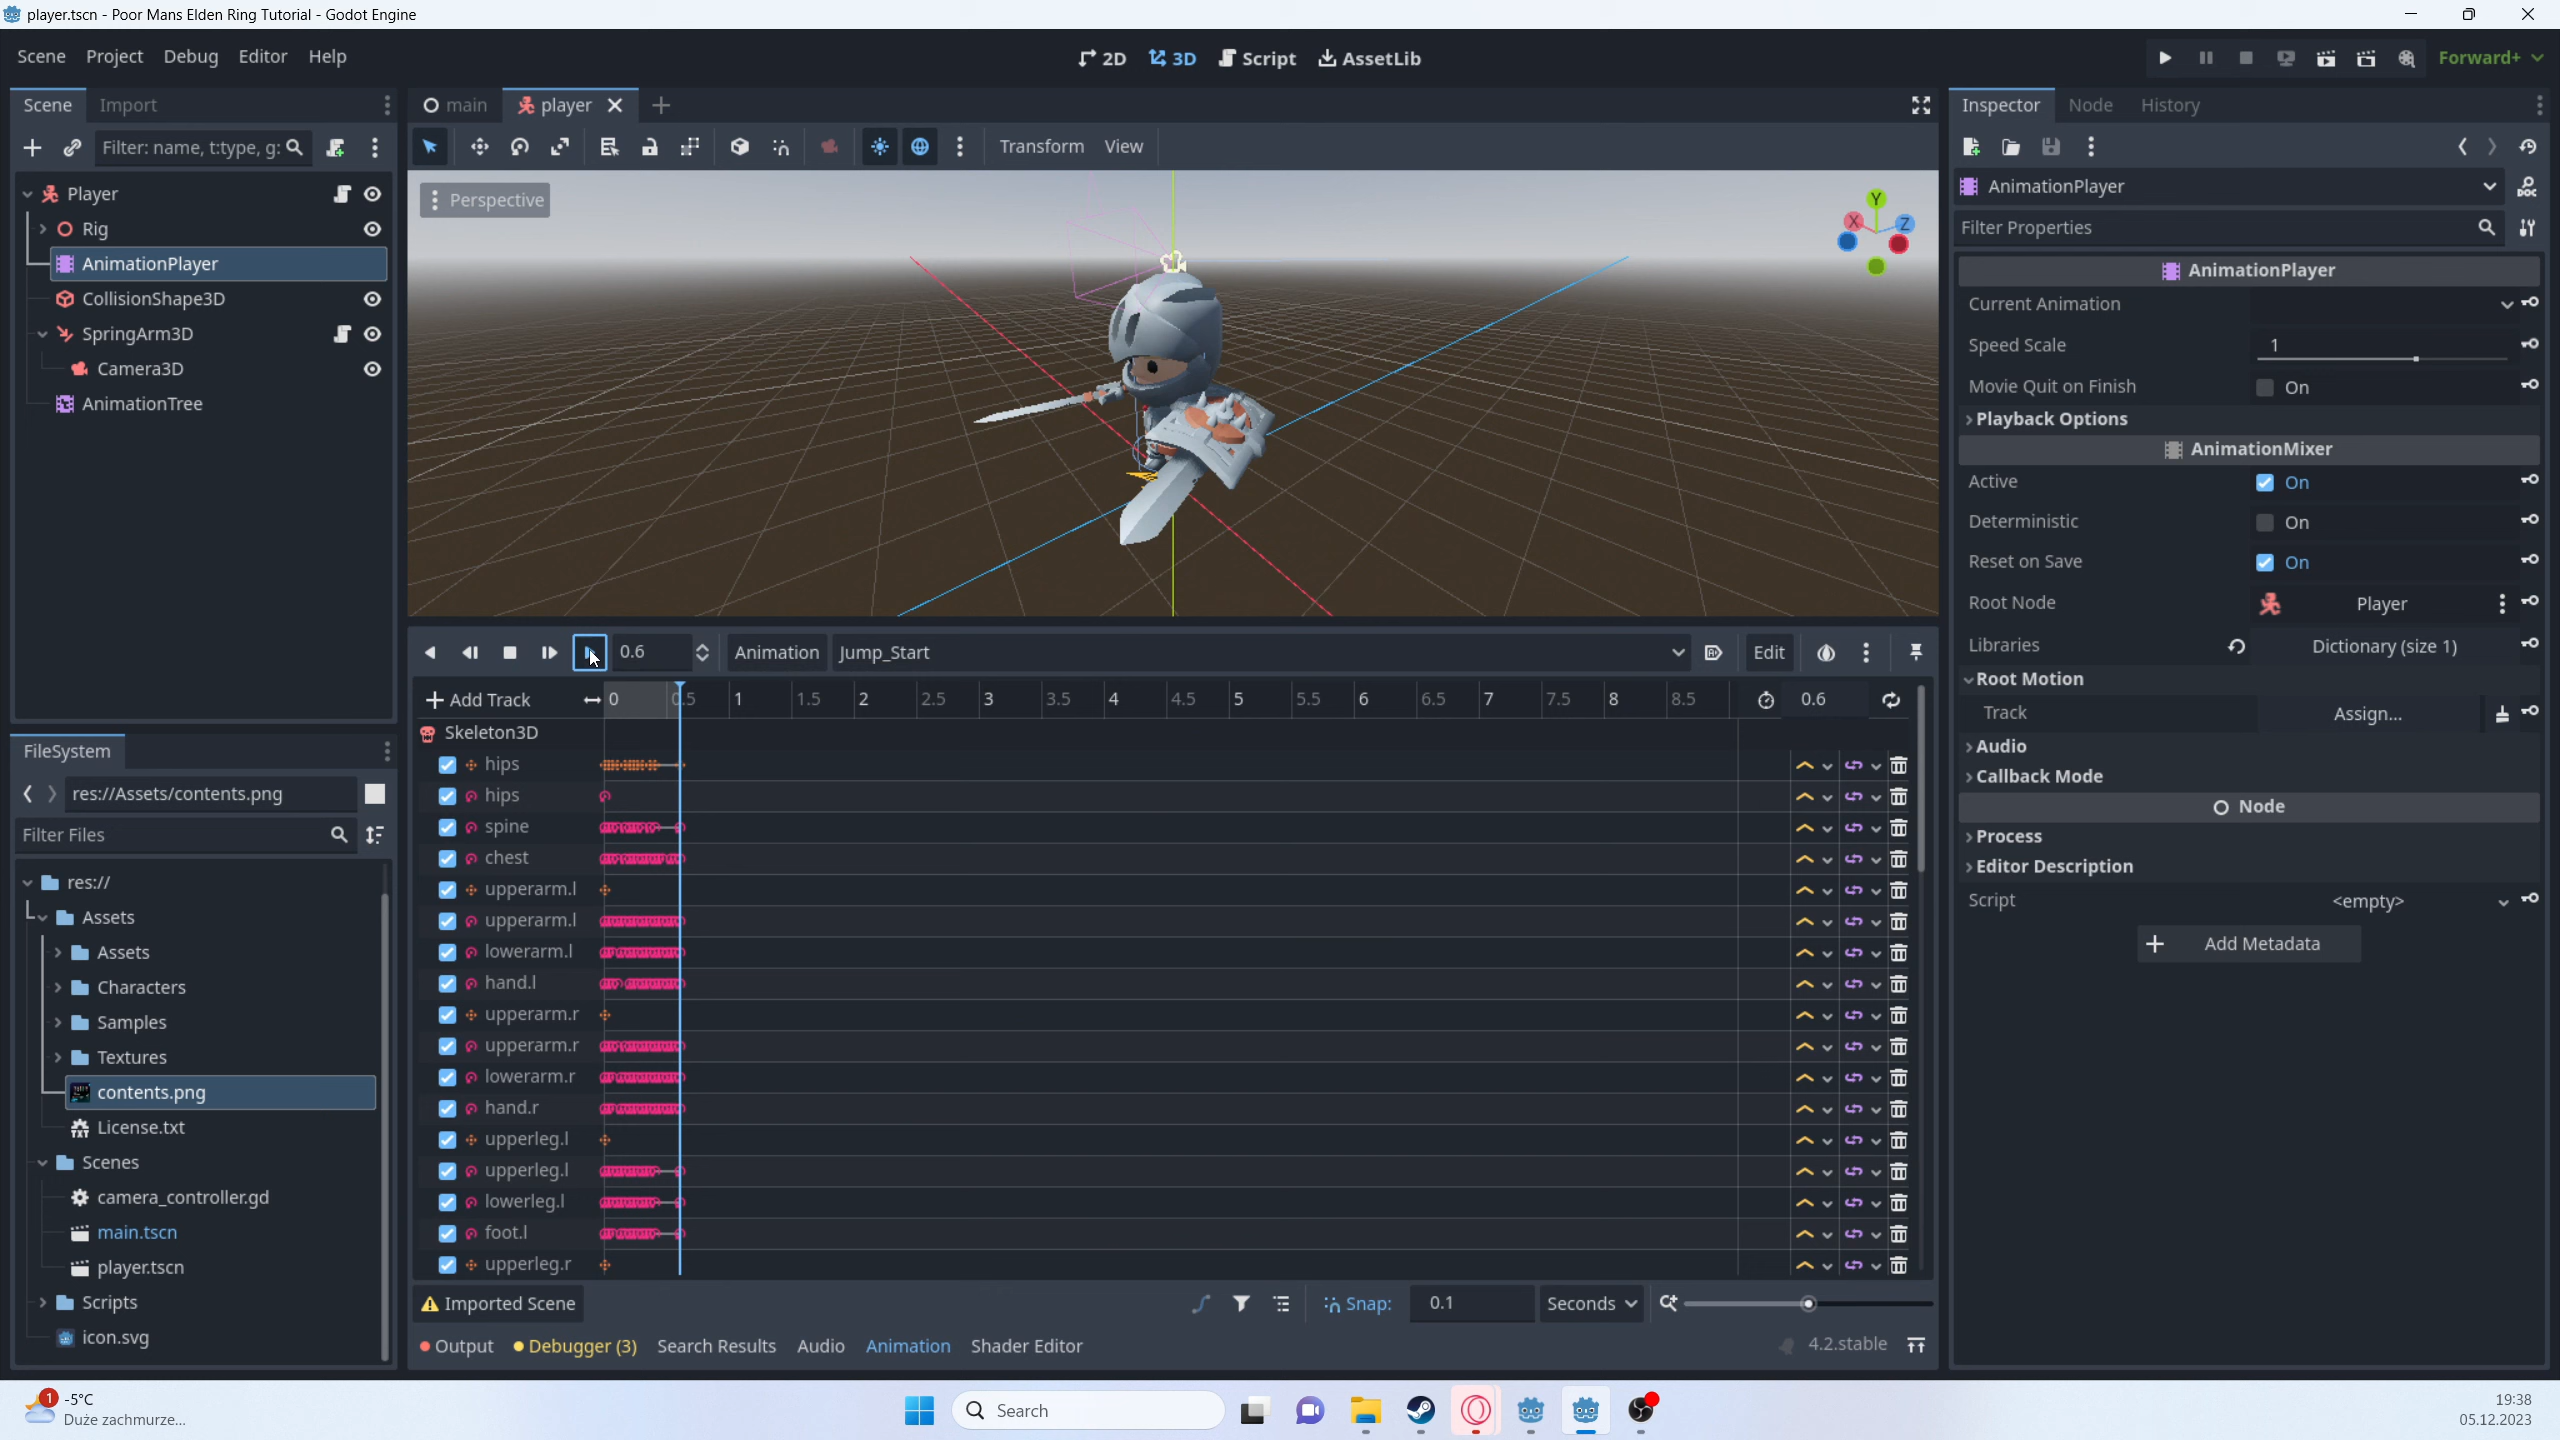 player.tscn - Poor Mans Elden Ring Tutorial - Godot Engine
Scene Project Debug Editor Help
2D 3D Script AssetLib
Forward+
Scene Import
main player
Inspector Node History
Filter: name, t:type, g:
Transform View
Player
Rig
AnimationPlayer
CollisionShape3D
SpringArm3D
Camera3D
AnimationTree
Perspective
Y
X
Z
AnimationPlayer
Filter Properties
AnimationPlayer
Current Animation
Speed Scale 1
Movie Quit on Finish On
Playback Options
AnimationMixer
Active On
Deterministic On
Reset on Save On
Root Node Player
Libraries Dictionary (size 1)
Root Motion
Track Assign...
Audio
Callback Mode
Node
Process
Editor Description
Script <empty>
Add Metadata
0.6 Animation Jump_Start Edit
Add Track 0 0.5 1 1.5 2 2.5 3 3.5 4 4.5 5 5.5 6 6.5 7 7.5 8 8.5 0.6
Skeleton3D
hips
hips
spine
chest
upperarm.l
upperarm.l
lowerarm.l
hand.l
upperarm.r
upperarm.r
lowerarm.r
hand.r
upperleg.l
upperleg.l
lowerleg.l
foot.l
upperleg.r
Imported Scene Snap: 0.1 Seconds
Output Debugger (3) Search Results Audio Animation Shader Editor 4.2.stable
FileSystem
res://Assets/contents.png
Filter Files
res://
Assets
Assets
Characters
Samples
Textures
contents.png
License.txt
Scenes
camera_controller.gd
main.tscn
player.tscn
Scripts
icon.svg
1
-5°C
Duże zachmurze...
Search
19:38
05.12.2023